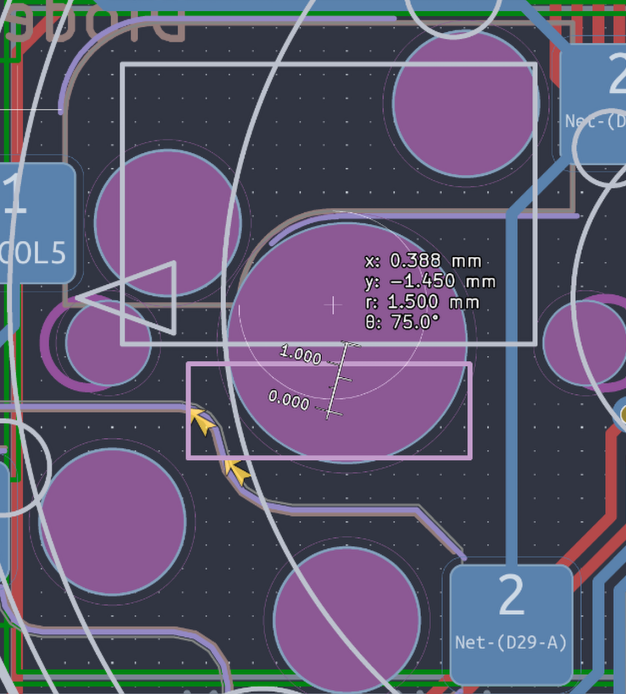 2
Net-(D
1
COL5
x: 0.388 mm
y: −1.450 mm
r: 1.500 mm
θ: 75.0°
1.000
0.000
2
Net-(D29-A)